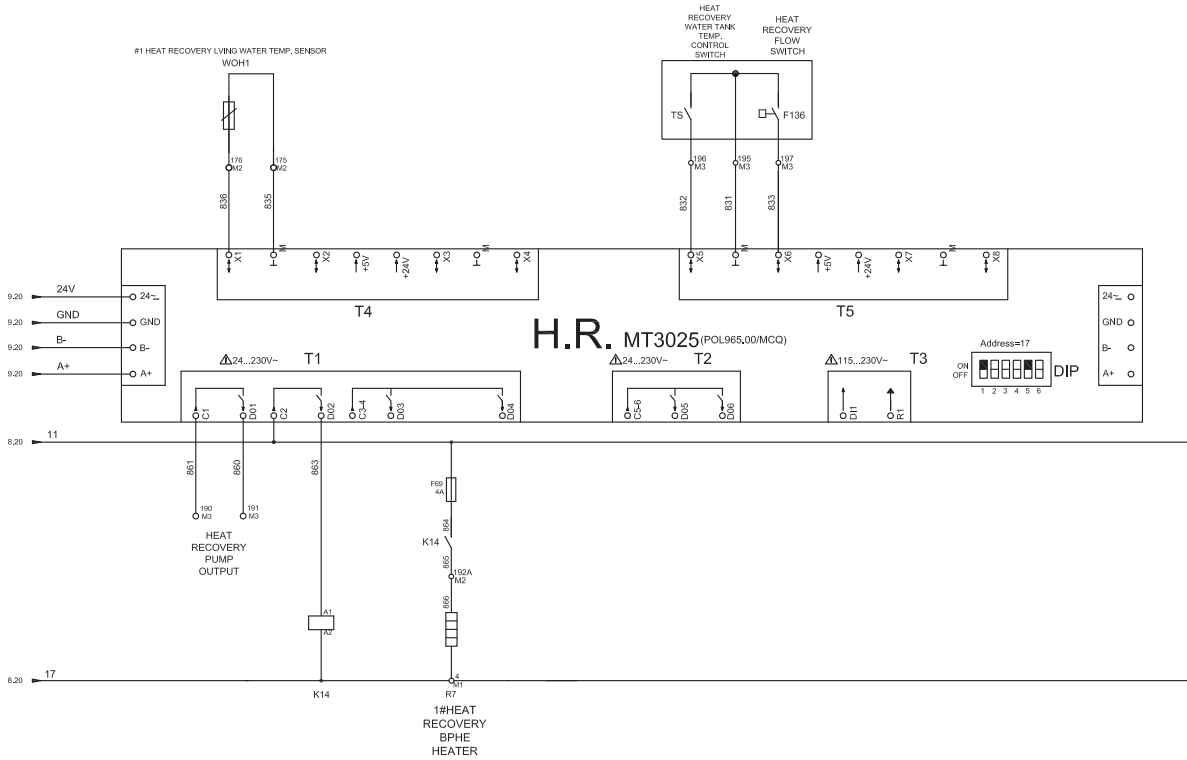 HEAT
RECOVERY
WATER TANK
TEMP.
CONTROL
SWITCH
HEAT
RECOVERY
FLOW
SWITCH
#1 HEAT RECOVERY LVING WATER TEMP. SENSOR
WOH1
TS
F136
176
M2
175
M2
196
M3
195
M3
197
M3
836
835
832
831
833
X1
M
X2
+5V
+24V
X3
M
X4
X5
M
X6
+5V
+24V
X7
M
X8
T4
T5
9.20 24V 24~
9.20 GND GND
9.20 B- B-
9.20 A+ A+
H.R. MT3025 (POL965.00/MCQ)
24~
GND
B-
A+
Address=17
ON
OFF
DIP
1 2 3 4 5 6
24...230V~ T1
24...230V~ T2
115...230V~ T3
C1
D01
C2
D02
C3-4
D03
D04
C5-6
D05
D06
DI1
R1
8.20 11
861
860
863
F69
4A
864
190
M3
191
M3
HEAT
RECOVERY
PUMP
OUTPUT
K14
865
192A
M2
866
A1
A2
8.20 17
K14
4
M1
R7
1#HEAT
RECOVERY
BPHE
HEATER